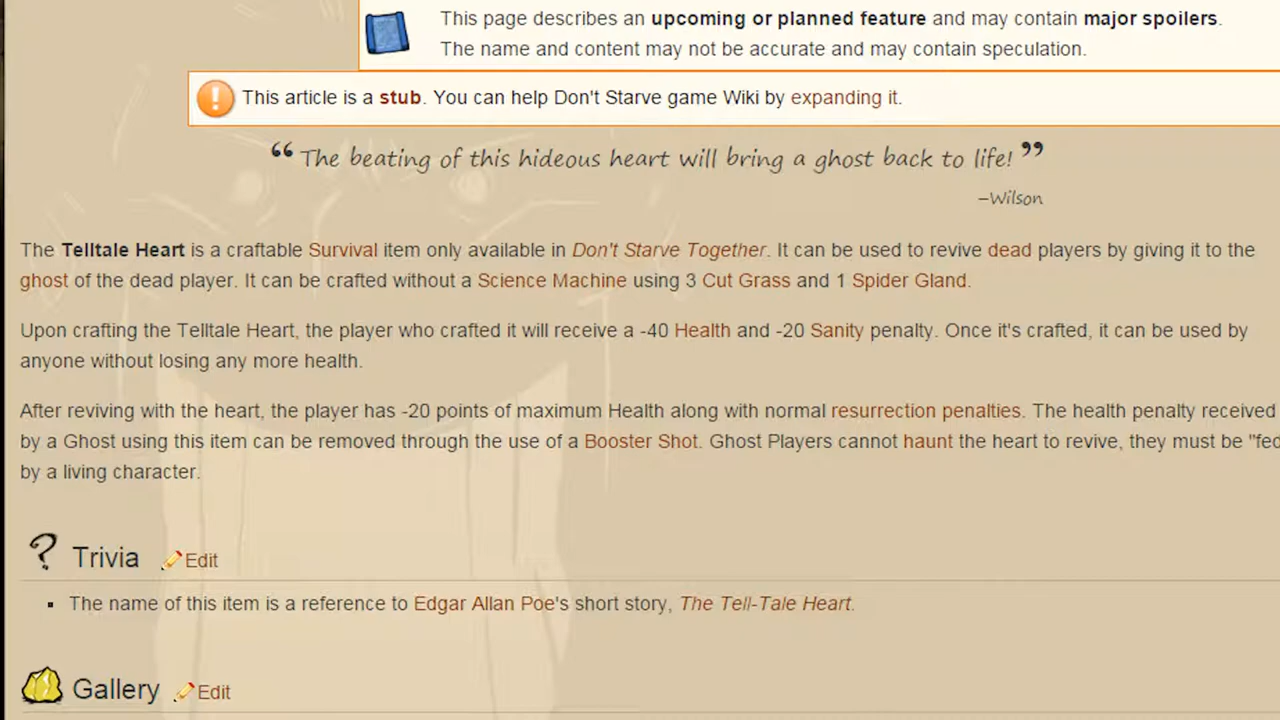 This page describes an upcoming or planned feature and may contain major spoilers.
The name and content may not be accurate and may contain speculation.
This article is a stub. You can help Don't Starve game Wiki by expanding it.
“ The beating of this hideous heart will bring a ghost back to life! ”
–Wilson
The Telltale Heart is a craftable Survival item only available in Don't Starve Together. It can be used to revive dead players by giving it to the
ghost of the dead player. It can be crafted without a Science Machine using 3 Cut Grass and 1 Spider Gland.
Upon crafting the Telltale Heart, the player who crafted it will receive a -40 Health and -20 Sanity penalty. Once it's crafted, it can be used by
anyone without losing any more health.
After reviving with the heart, the player has -20 points of maximum Health along with normal resurrection penalties. The health penalty received
by a Ghost using this item can be removed through the use of a Booster Shot. Ghost Players cannot haunt the heart to revive, they must be "fed
by a living character.
Trivia Edit
▪ The name of this item is a reference to Edgar Allan Poe's short story, The Tell-Tale Heart.
Gallery Edit